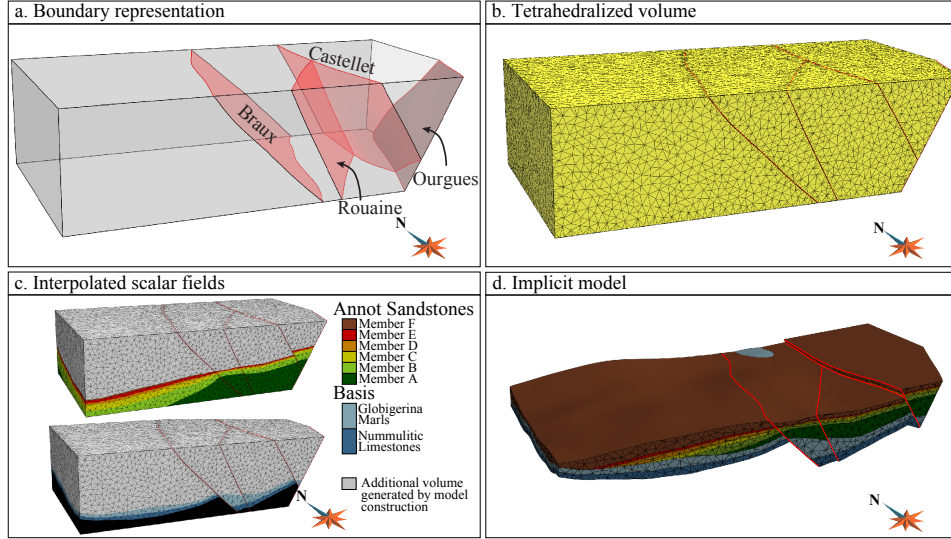 a. Boundary representation
Castellet
Braux
Ourgues
Rouaine
N
b. Tetrahedralized volume
N
c. Interpolated scalar fields
Annot Sandstones
Member F
Member E
Member D
Member C
Member B
Member A
Basis
Globigerina
Marls
Nummulitic
Limestones
Additional volume
generated by model
construction
N
d. Implicit model
N